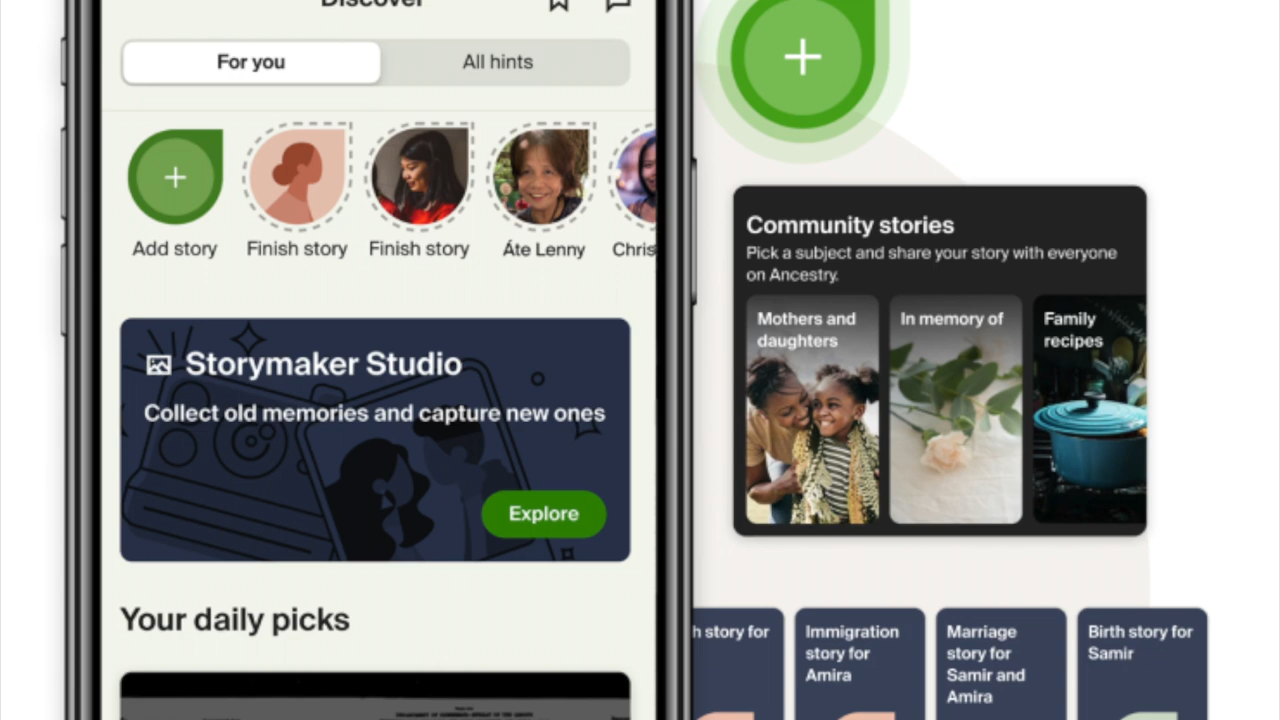 Discover
For you
All hints
Add story
Finish story
Finish story
Áte Lenny
Chris
Storymaker Studio
Collect old memories and capture new ones
Explore
Your daily picks
Community stories
Pick a subject and share your story with everyone
on Ancestry.
Mothers and
daughters
In memory of
Family
recipes
h story for
Immigration
story for
Amira
Marriage
story for
Samir and
Amira
Birth story for
Samir